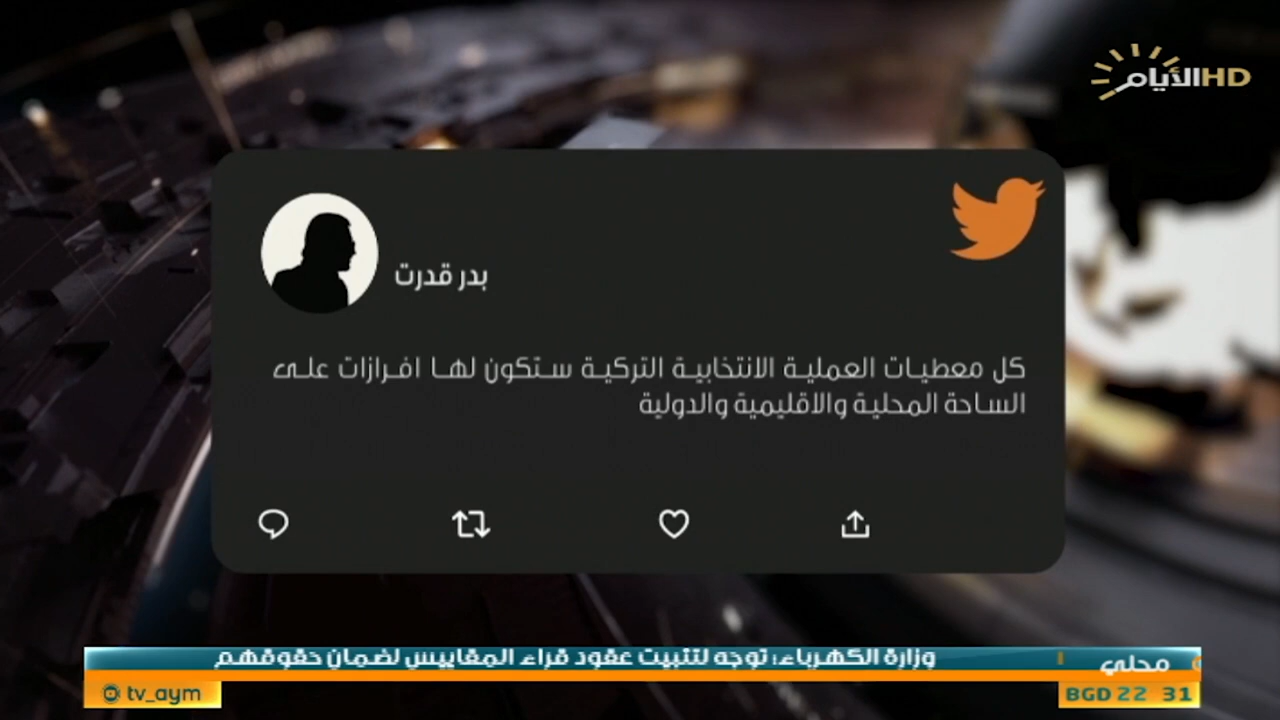 الأيام HD
بدر قدرت
كل معطيات العملية الانتخابية التركية ستكون لها افرازات على
الساحة المحلية والاقليمية والدولية
محلي
وزارة الكهرباء: توجه لتثبيت عقود قراء المقاييس لضمان حقوقهم
tv_aym
BGD 22 31